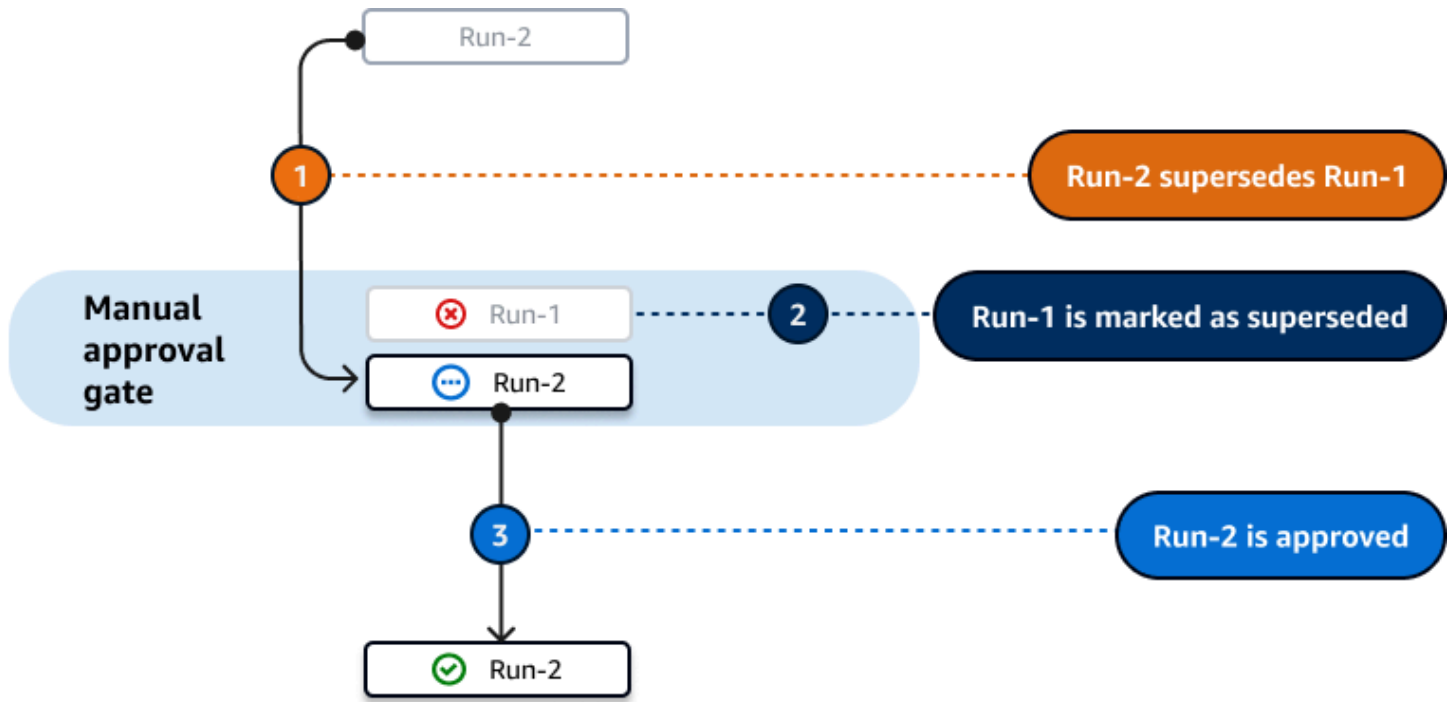 Run-2
1
Run-2 supersedes Run-1
Manual
approval
gate
Run-1
2
Run-1 is marked as superseded
Run-2
3
Run-2 is approved
Run-2